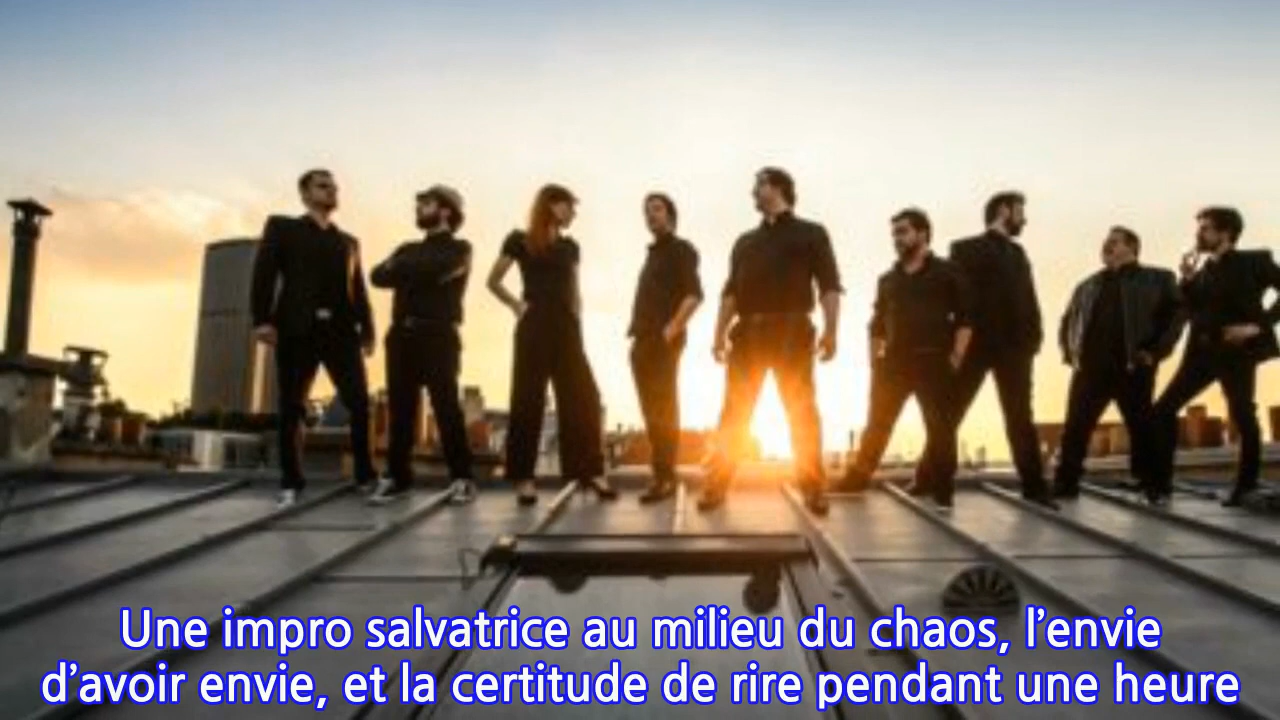 Une impro salvatrice au milieu du chaos, l'envie
d'avoir envie, et la certitude de rire pendant une heure